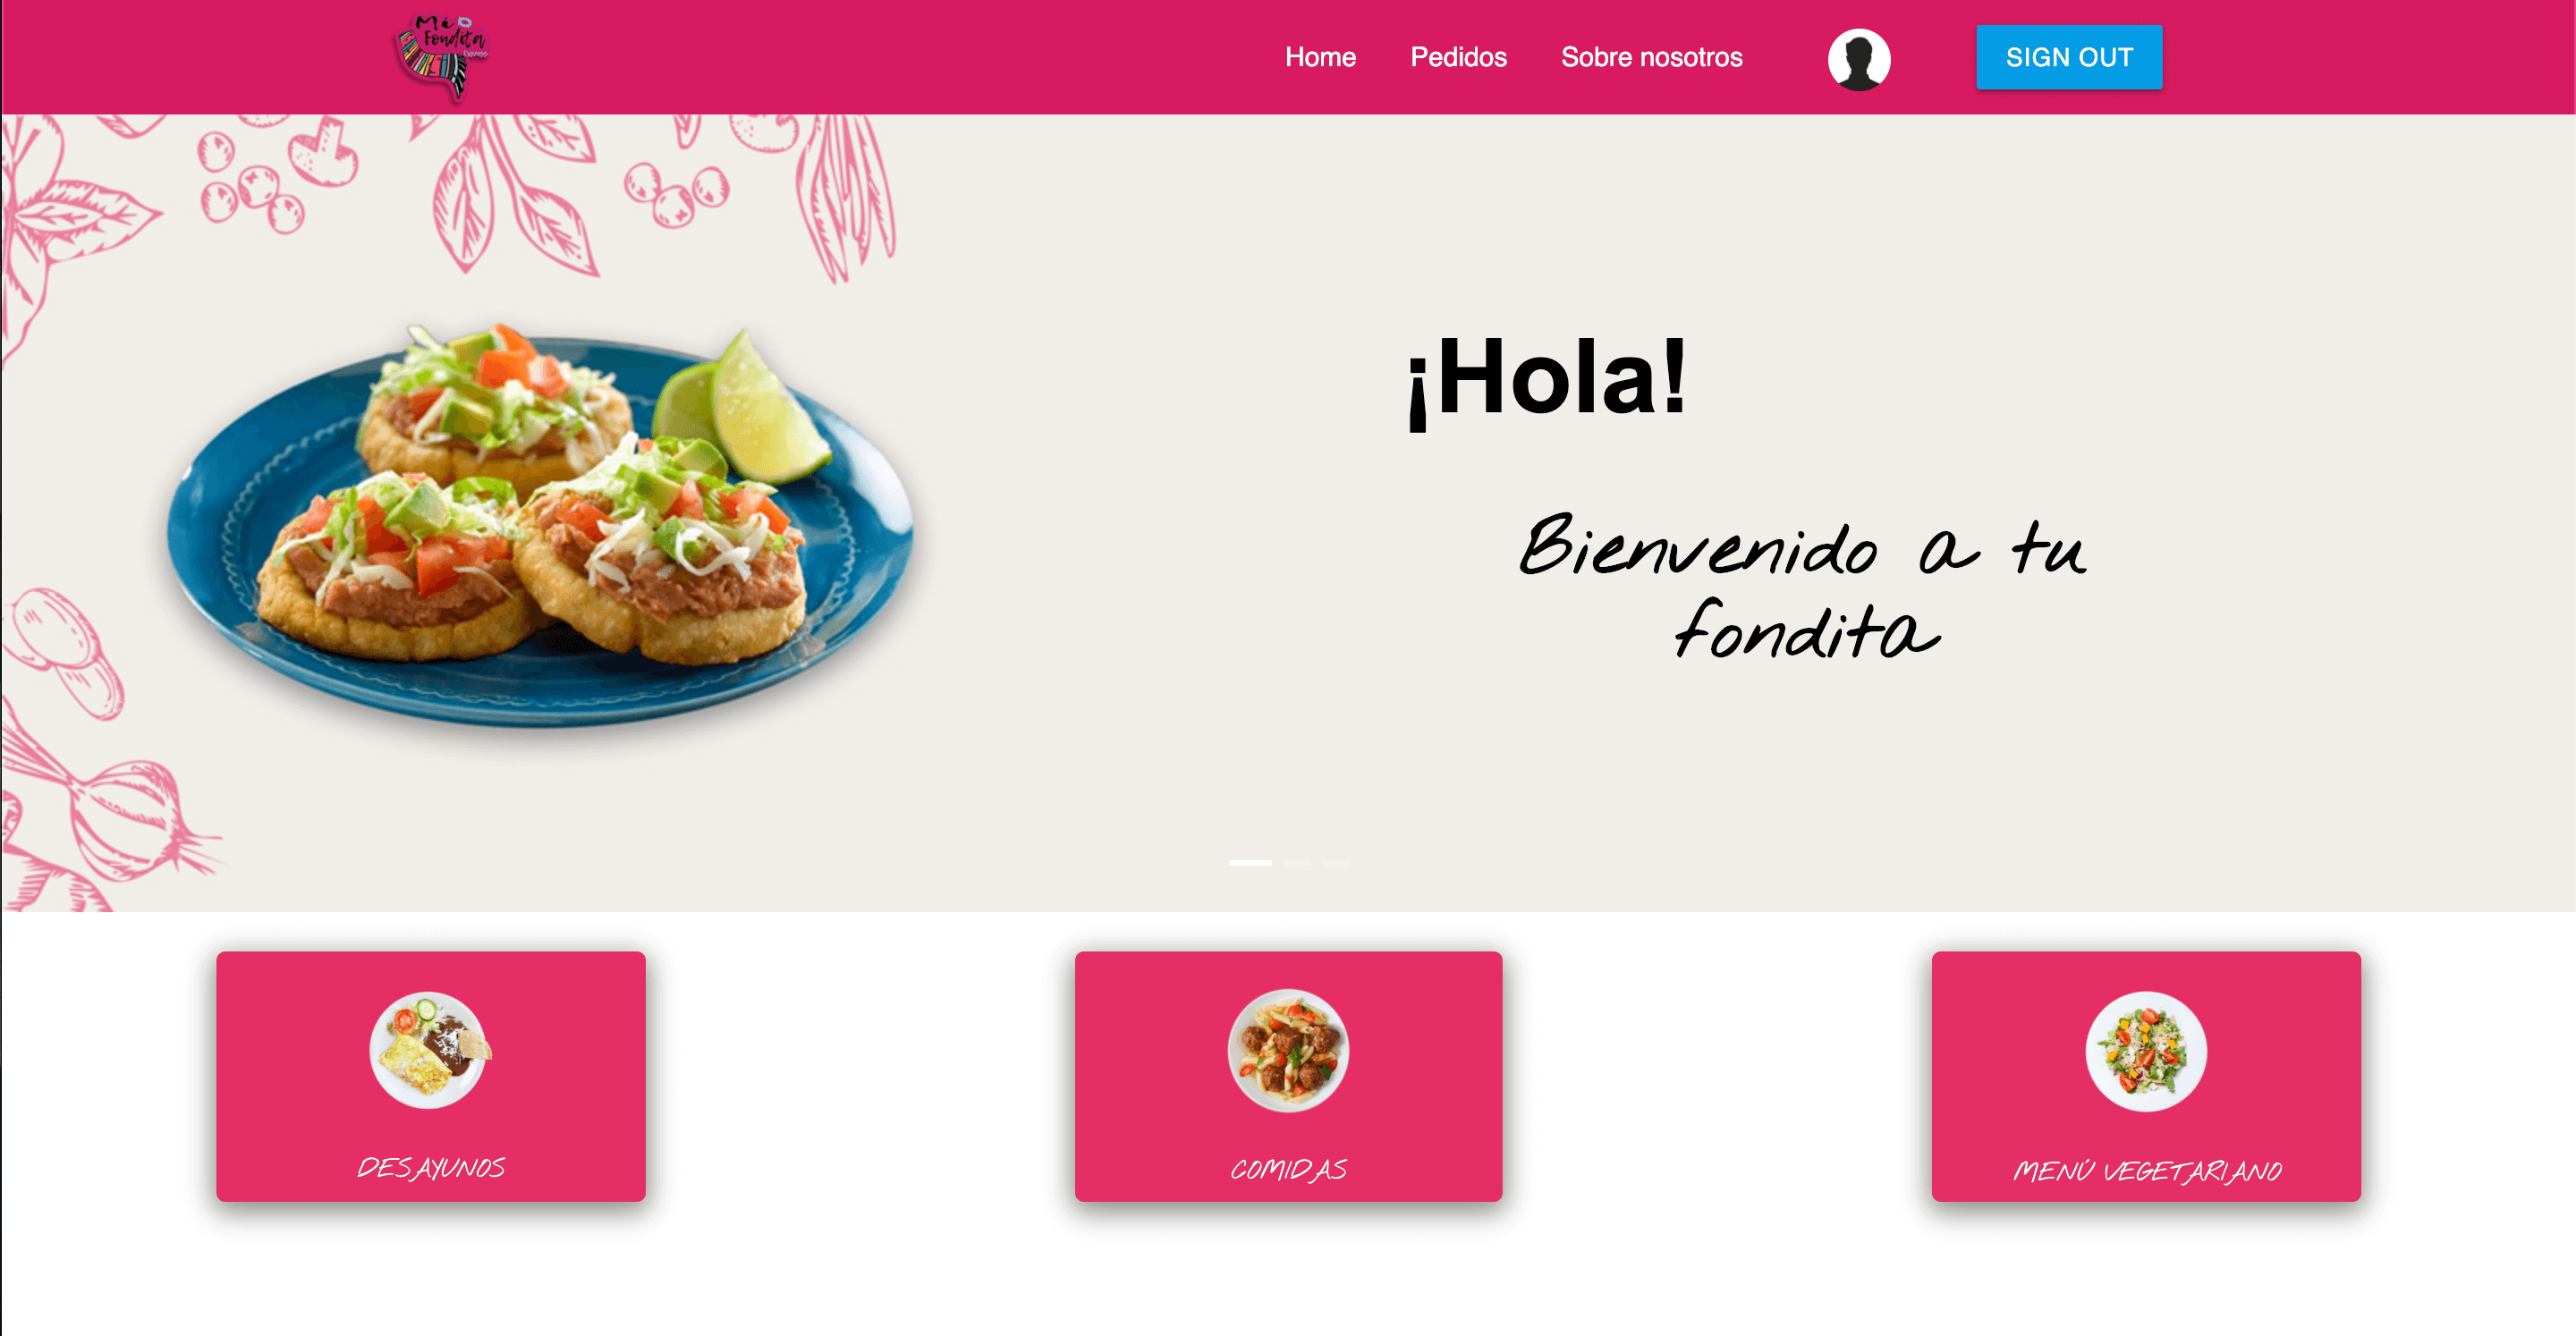 Mi
Fondita
Express
Home
Pedidos
Sobre nosotros
SIGN OUT
¡Hola!
Bienvenido a tu
fondita
DESAYUNOS
COMIDAS
MENÚ VEGETARIANO